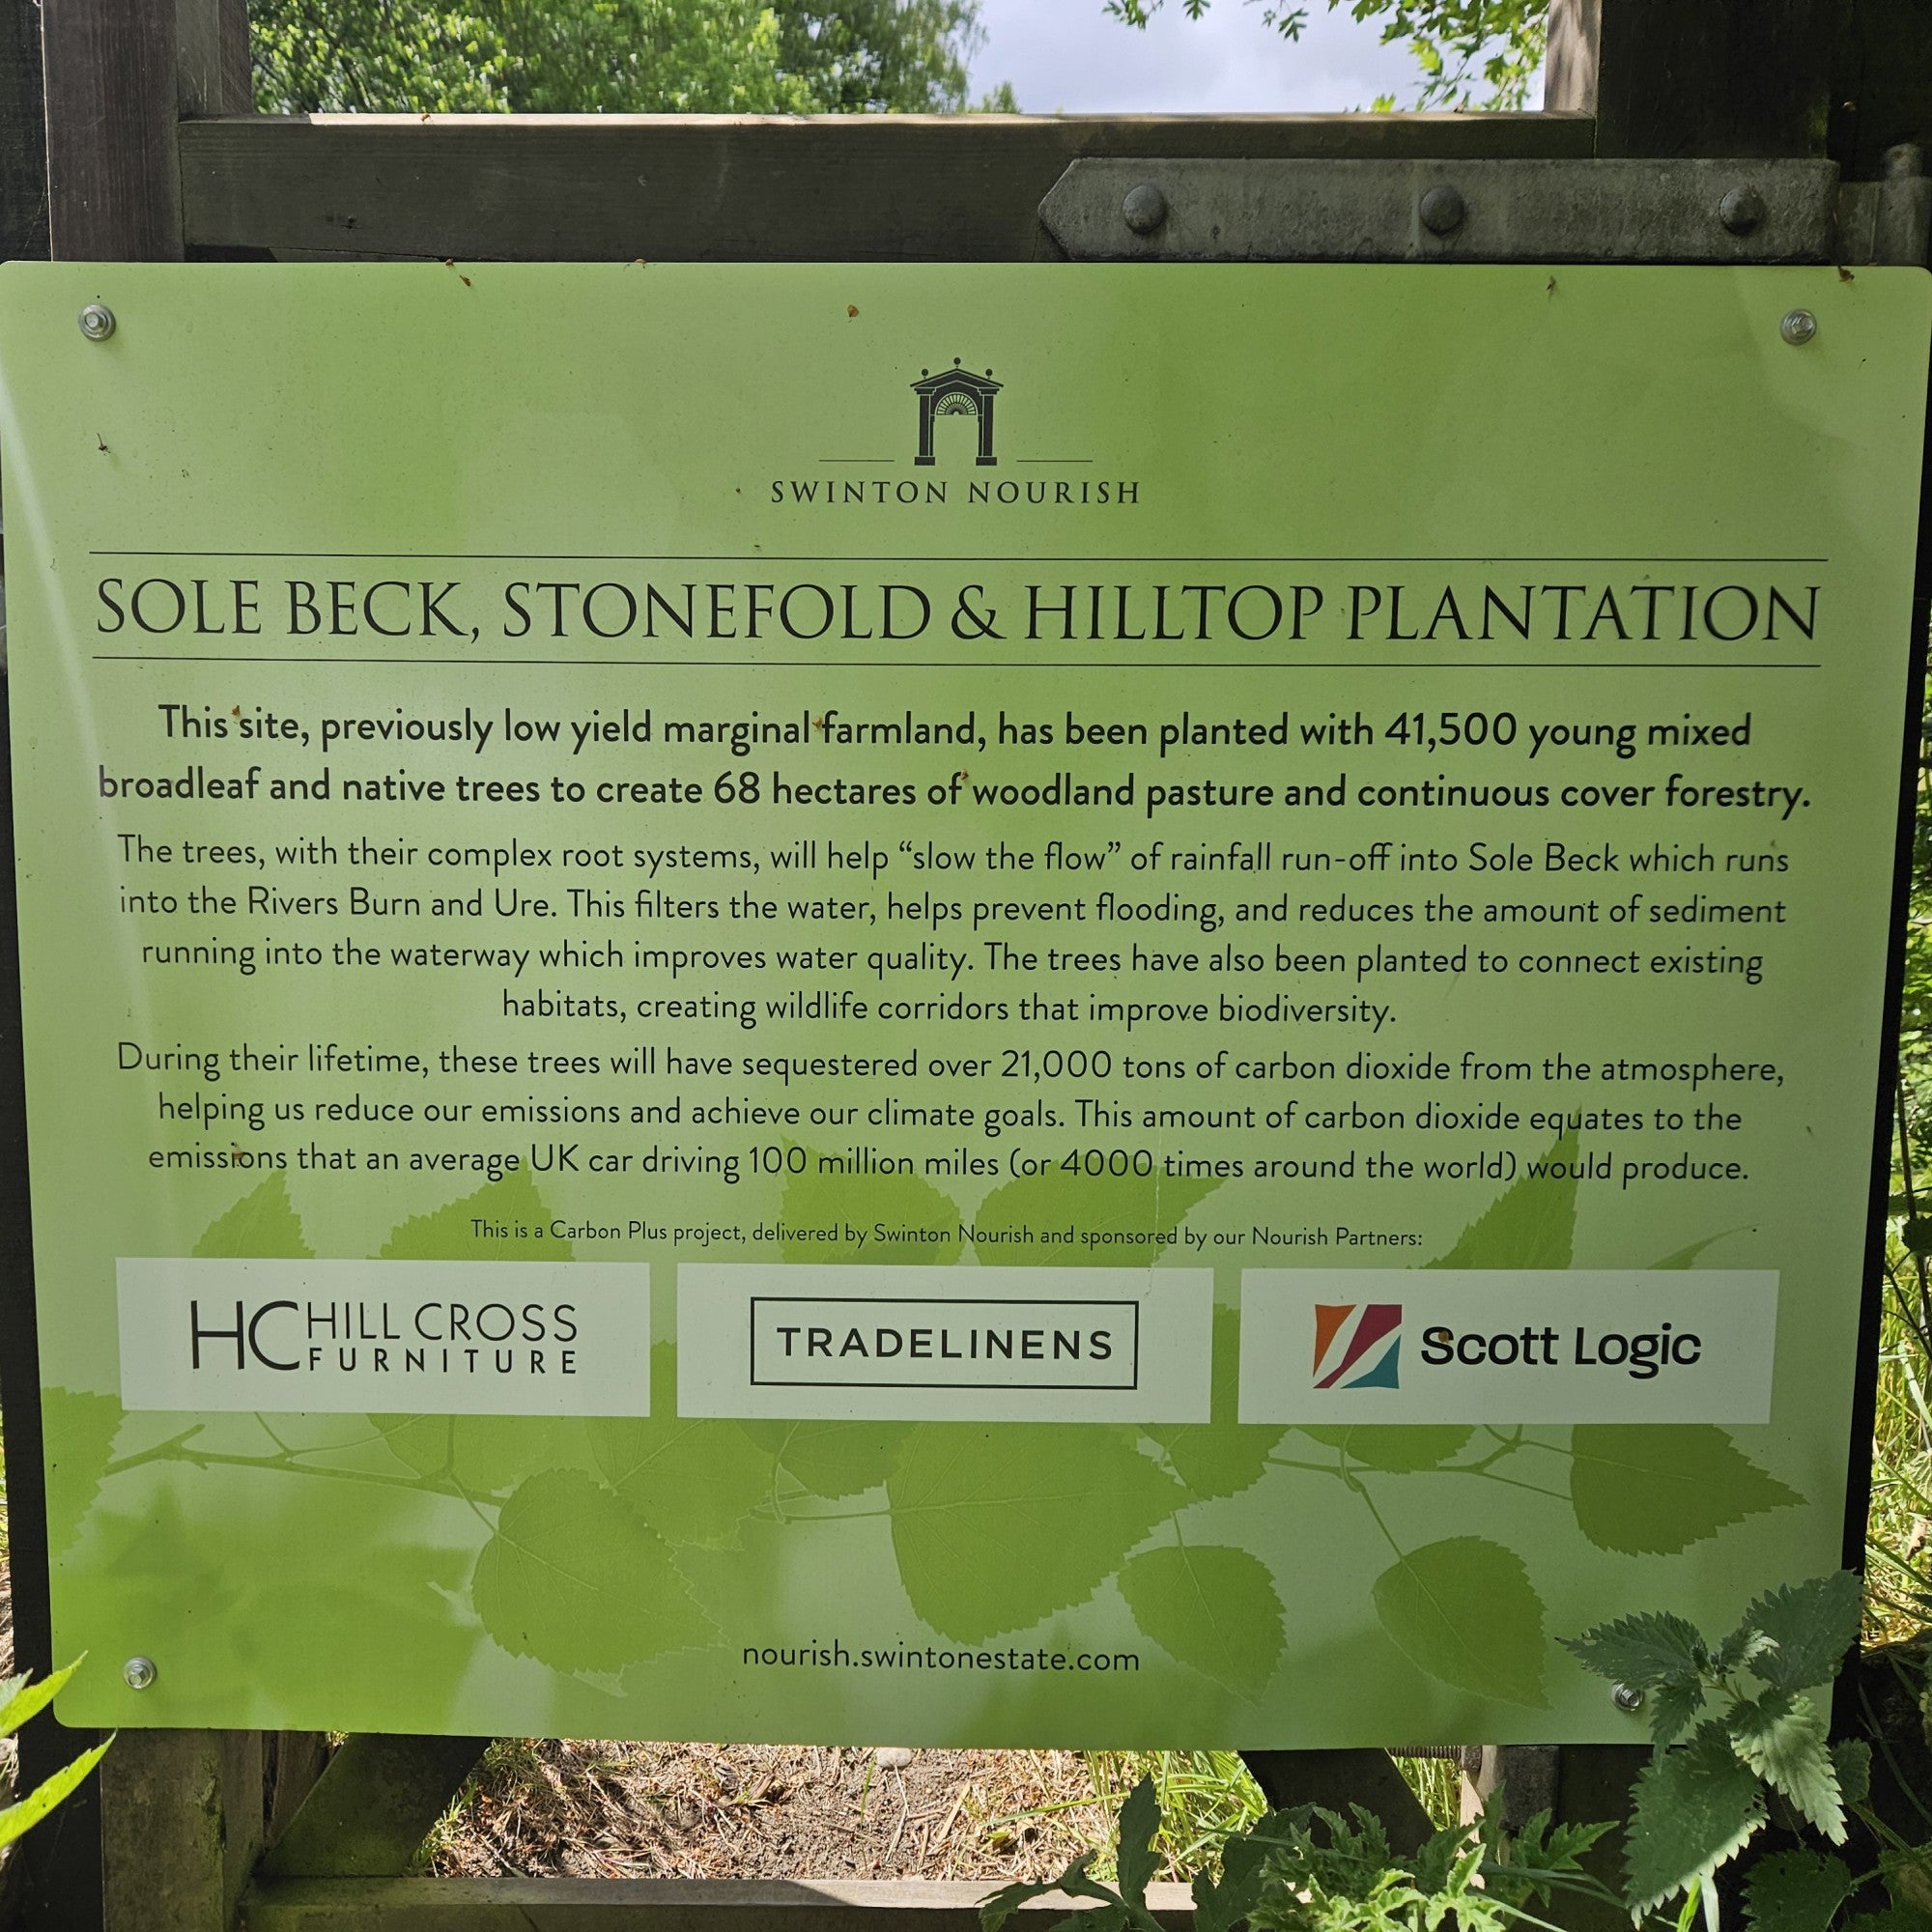 SWINTON NOURISH
SOLE BECK, STONEFOLD & HILLTOP PLANTATION
This site, previously low yield marginal farmland, has been planted with 41,500 young mixed
broadleaf and native trees to create 68 hectares of woodland pasture and continuous cover forestry.
The trees, with their complex root systems, will help “slow the flow” of rainfall run-off into Sole Beck which runs
into the Rivers Burn and Ure. This filters the water, helps prevent flooding, and reduces the amount of sediment
running into the waterway which improves water quality. The trees have also been planted to connect existing
habitats, creating wildlife corridors that improve biodiversity.
During their lifetime, these trees will have sequestered over 21,000 tons of carbon dioxide from the atmosphere,
helping us reduce our emissions and achieve our climate goals. This amount of carbon dioxide equates to the
emissions that an average UK car driving 100 million miles (or 4000 times around the world) would produce.
This is a Carbon Plus project, delivered by Swinton Nourish and sponsored by our Nourish Partners:
HC HILL CROSS
FURNITURE
TRADELINENS
Scott Logic
nourish.swintonestate.com